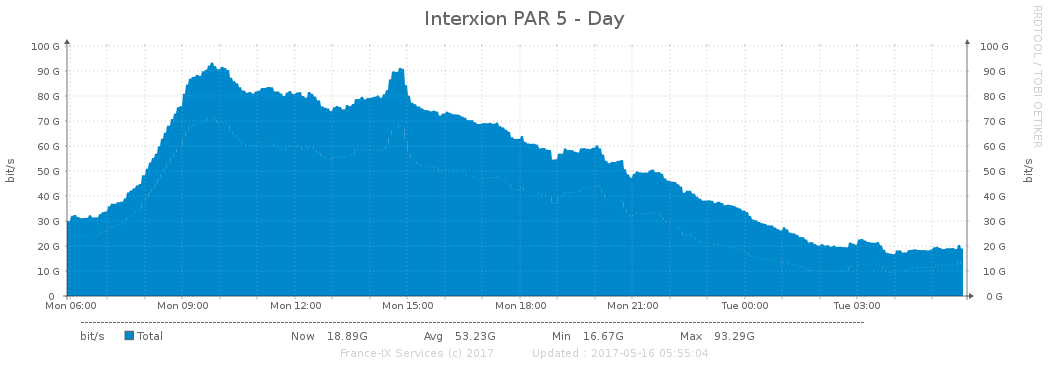 Interxion PAR 5 - Day
RRDTOOL / TOBI OETIKER
bit/s
100 G 100 G
90 G 90 G
80 G 80 G
70 G 70 G
60 G 60 G
50 G 50 G
40 G 40 G
30 G 30 G
20 G 20 G
10 G 10 G
0 0 G
bit/s
Mon 06:00 Mon 09:00 Mon 12:00 Mon 15:00 Mon 18:00 Mon 21:00 Tue 00:00 Tue 03:00
bit/s Total Now 18.89G Avg 53.23G Min 16.67G Max 93.29G
France-IX Services (c) 2017 Updated : 2017-05-16 05:55:04